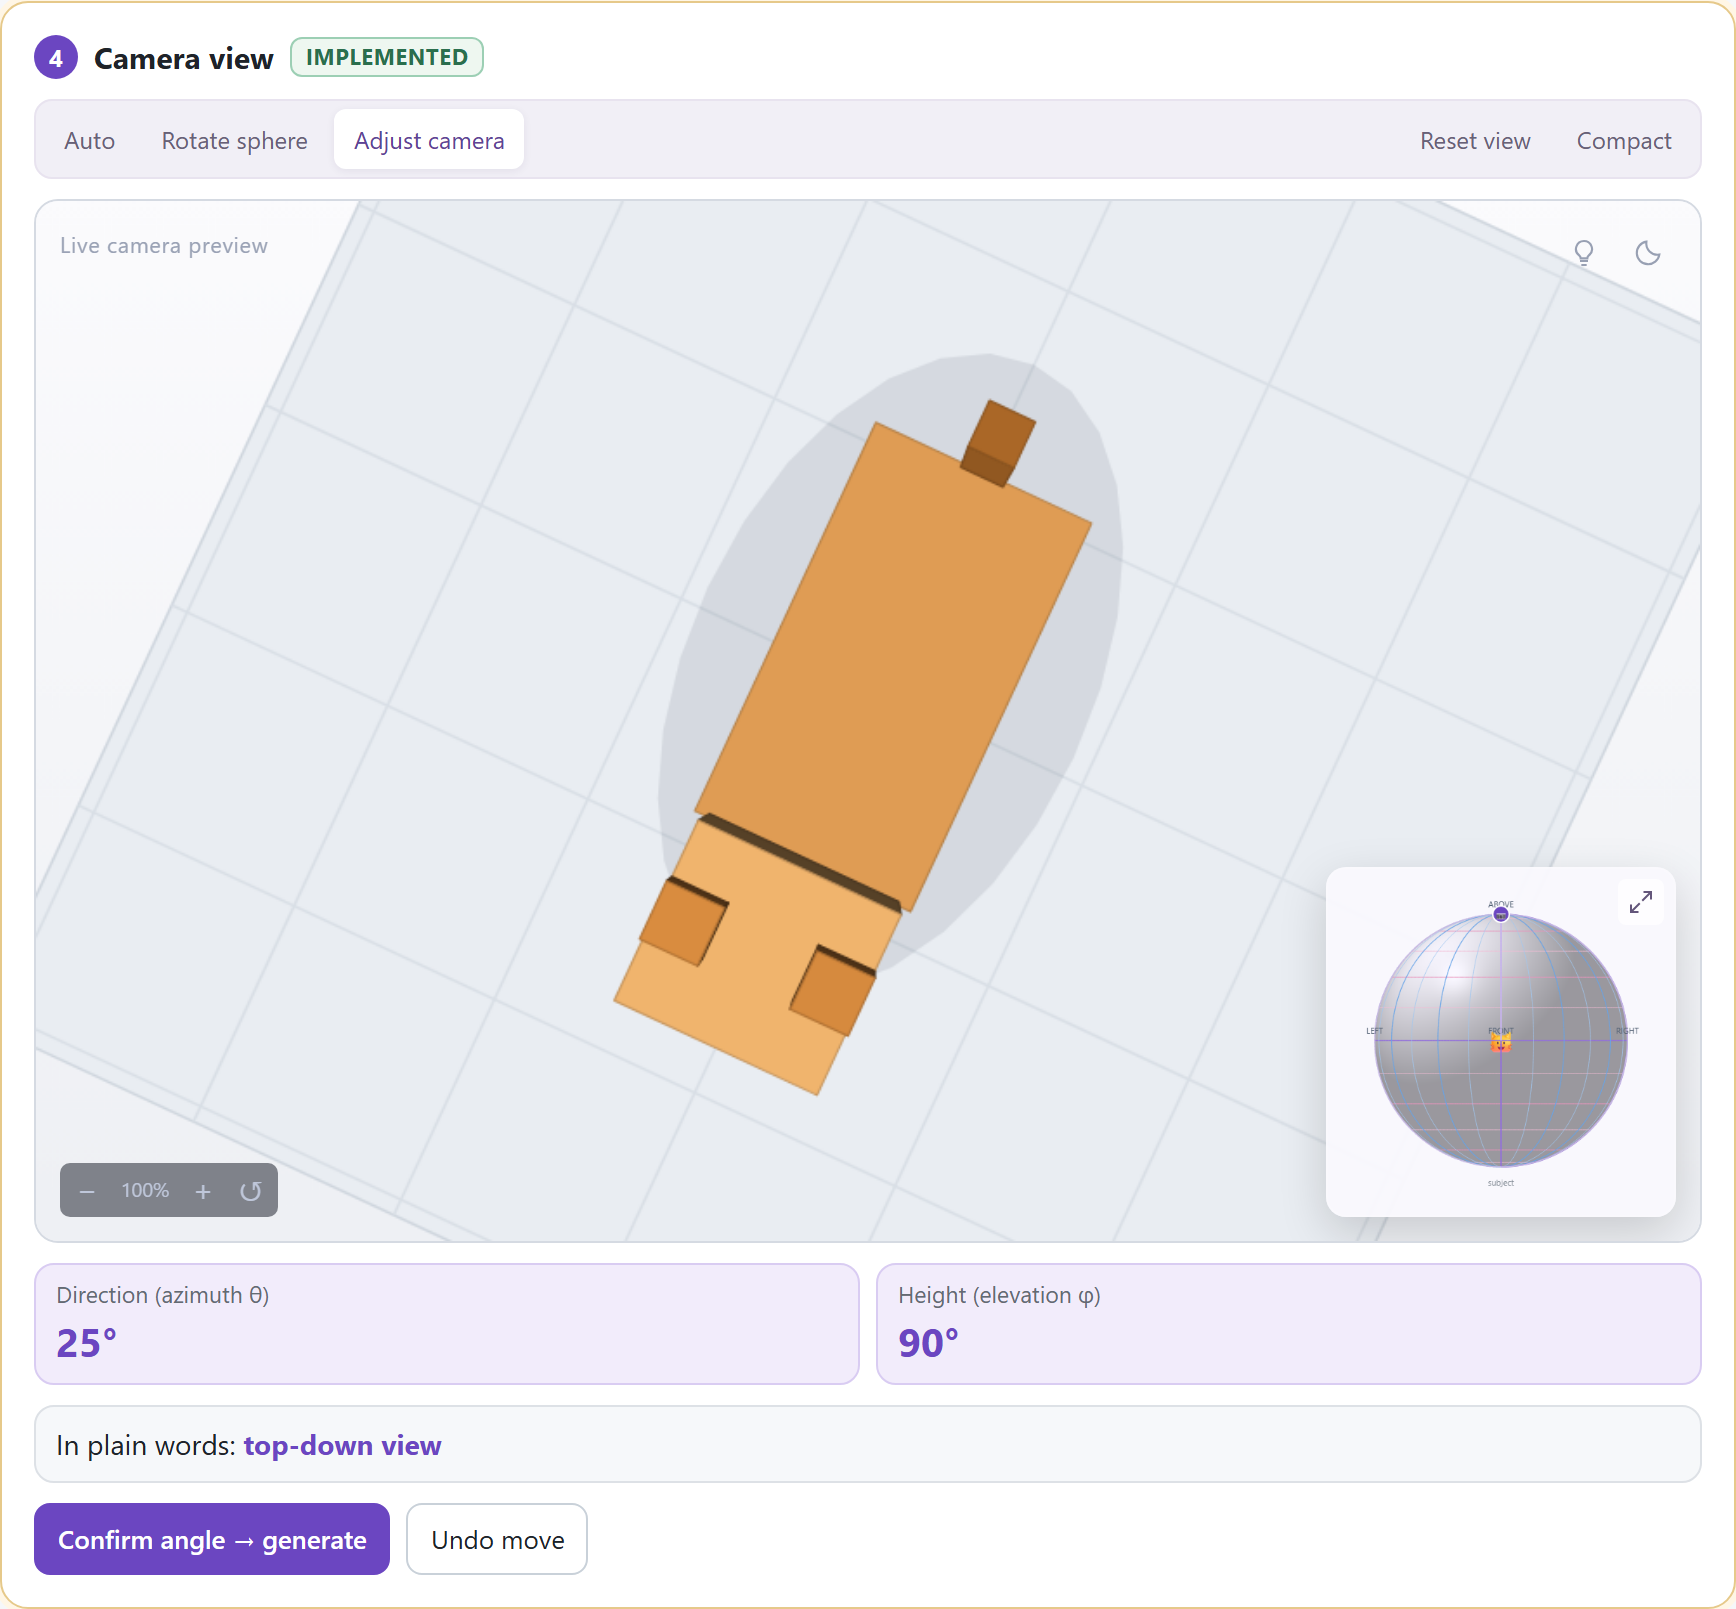 4 Camera view IMPLEMENTED
Auto Rotate sphere Adjust camera Reset view Compact
Live camera preview
ABOVE
LEFT FRONT RIGHT
subject
− 100% + ↺
Direction (azimuth θ) Height (elevation φ)
25° 90°
In plain words: top-down view
Confirm angle → generate Undo move